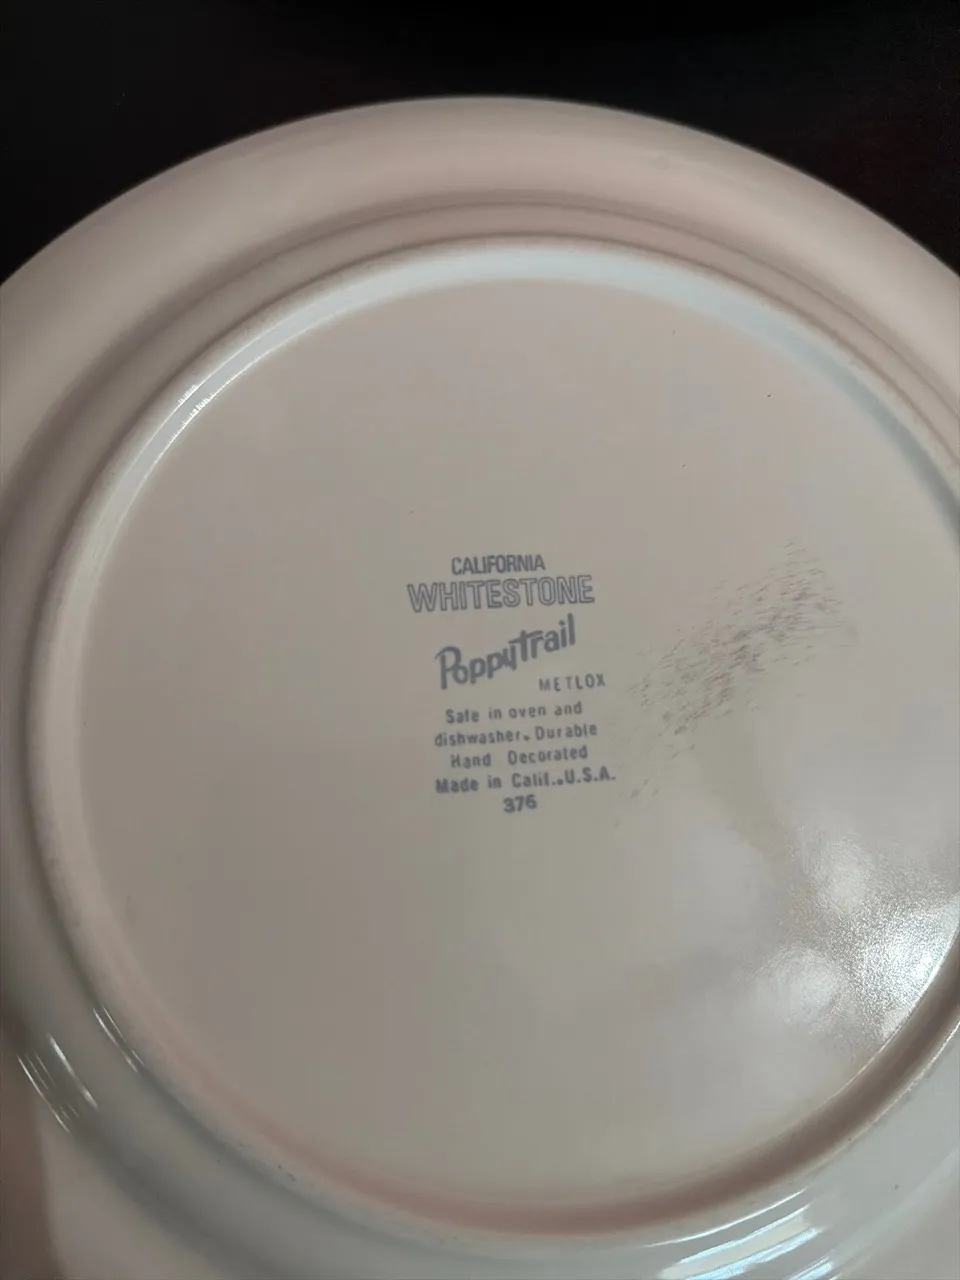 CALIFORNIA
WHITESTONE
Poppytrail
METLOX
Safe in oven and
dishwasher. Durable
Hand Decorated
Made in Calif..U.S.A.
376